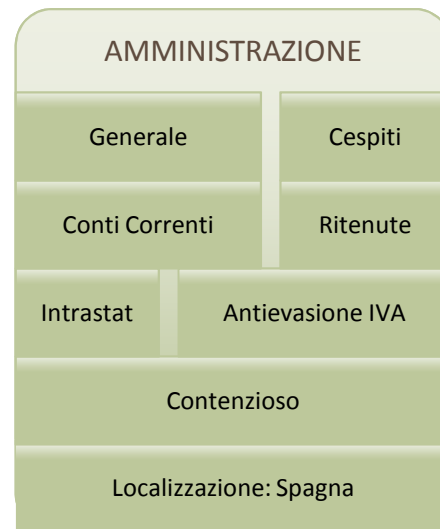 AMMINISTRAZIONE
Generale
Cespiti
Conti Correnti
Ritenute
Intrastat
Antievasione IVA
Contenzioso
Localizzazione: Spagna